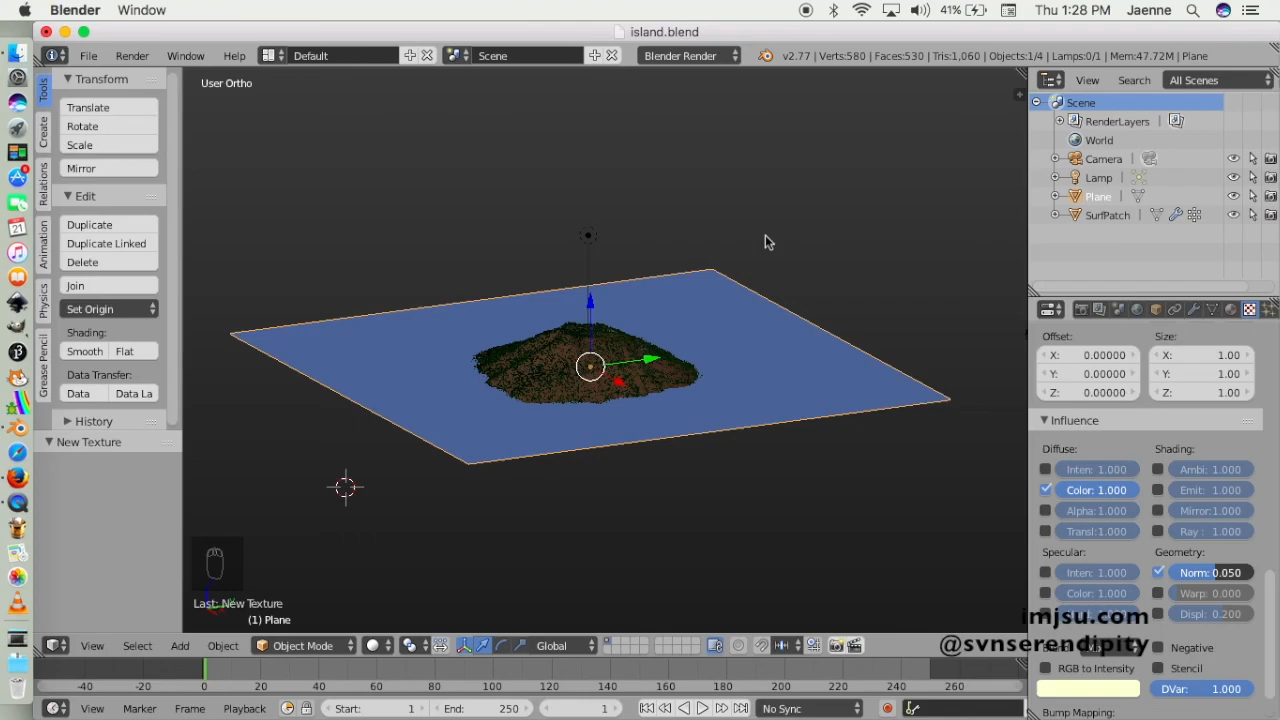 Blender Window 41% Thu 1:28 PM Jaenne
island.blend
File Render Window Help Default Scene Blender Render v2.77 | Verts:580 | Faces:530 | Tris:1,060 | Objects:1/4 | Lamps:0/1 | Mem:47.72M | Plane
Tools
Create
Relations
Animation
Physics
Grease Pencil
Transform
Translate
Rotate
Scale
Mirror
Edit
Duplicate
Duplicate Linked
Delete
Join
Set Origin
Shading:
Smooth Flat
Data Transfer:
Data Data La
History
New Texture
User Ortho
Last: New Texture
(1) Plane
View Select Add Object Object Mode Global
-40 -20 0 20 40 60 80 100 120 140 160 180 200 220 240 260
View Marker Frame Playback Start: 1 End: 250 1 No Sync
View Search All Scenes
Scene
RenderLayers
World
Camera
Lamp
Plane
SurfPatch
Offset: Size:
X: 0.00000 X: 1.00
Y: 0.00000 Y: 1.00
Z: 0.00000 Z: 1.00
Influence
Diffuse: Shading:
Inten: 1.000 Ambi: 1.000
Color: 1.000 Emit: 1.000
Alpha: 1.000 Mirror: 1.000
Transl: 1.000 Ray : 1.000
Specular: Geometry:
Inten: 1.000 Norm: 0.050
Color: 1.000 Warp: 0.000
Displ: 0.200
imjsu.com
@svnserendipity
Negative
RGB to Intensity Stencil
DVar: 1.000
Bump Mapping: